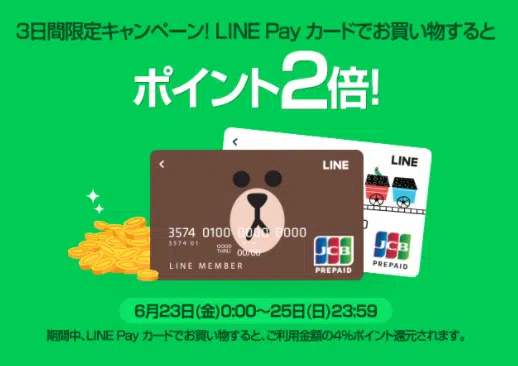 3日間限定キャンペーン! LINE Pay カードでお買い物すると
ポイント2倍!
LINE
LINE
3574 0100 0000 0000
3574 01
GOOD THRU 00/00
LINE MEMBER
JCB
PREPAID
JCB
PREPAID
6月23日(金)0:00～25日(日)23:59
期間中、LINE Pay カードでお買い物すると、ご利用金額の4%ポイント還元されます。